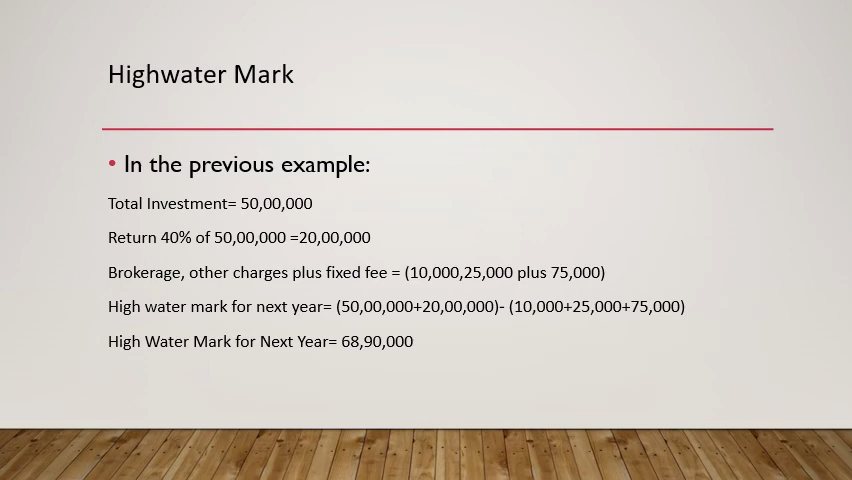 Highwater Mark
• In the previous example:
Total Investment= 50,00,000
Return 40% of 50,00,000 =20,00,000
Brokerage, other charges plus fixed fee = (10,000,25,000 plus 75,000)
High water mark for next year= (50,00,000+20,00,000)- (10,000+25,000+75,000)
High Water Mark for Next Year= 68,90,000